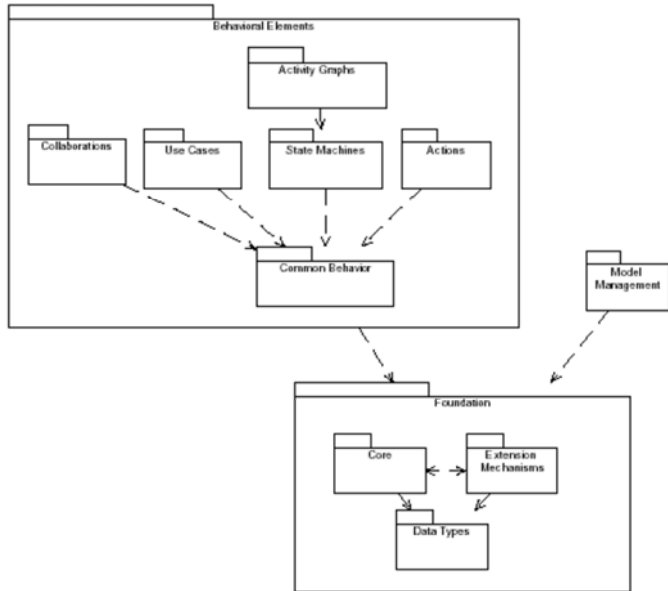 Behavioral Elements
Activity Graphs
Collaborations
Use Cases
State Machines
Actions
Common Behavior
Model
Management
Foundation
Core
Extension
Mechanisms
Data Types